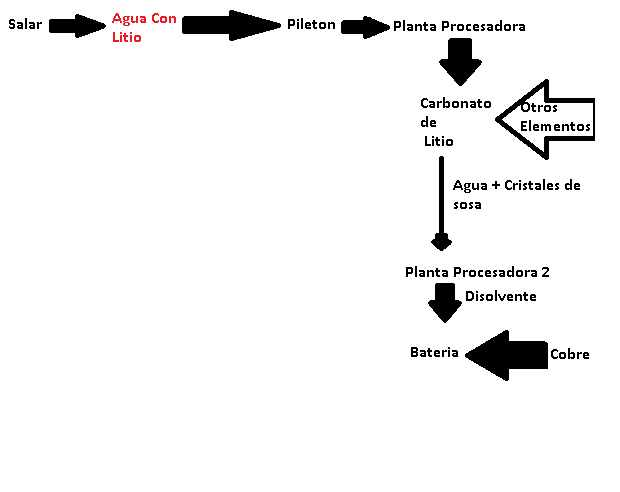 Salar
Agua Con
Litio
Pileton
Planta Procesadora
Carbonato
de
Litio
Otros
Elementos
Agua + Cristales de
sosa
Planta Procesadora 2
Disolvente
Bateria
Cobre